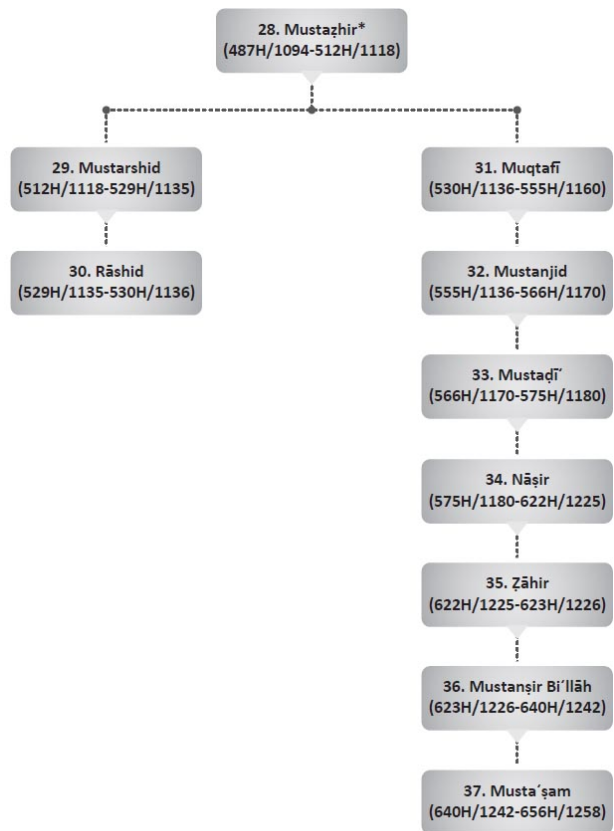 28. Mustaẓhir*
(487H/1094-512H/1118)
29. Mustarshid
(512H/1118-529H/1135)
30. Rāshid
(529H/1135-530H/1136)
31. Muqtafī
(530H/1136-555H/1160)
32. Mustanjid
(555H/1136-566H/1170)
33. Mustaḍī´
(566H/1170-575H/1180)
34. Nāṣir
(575H/1180-622H/1225)
35. Ẓāhir
(622H/1225-623H/1226)
36. Mustanṣir Bi´llāh
(623H/1226-640H/1242)
37. Musta´ṣam
(640H/1242-656H/1258)